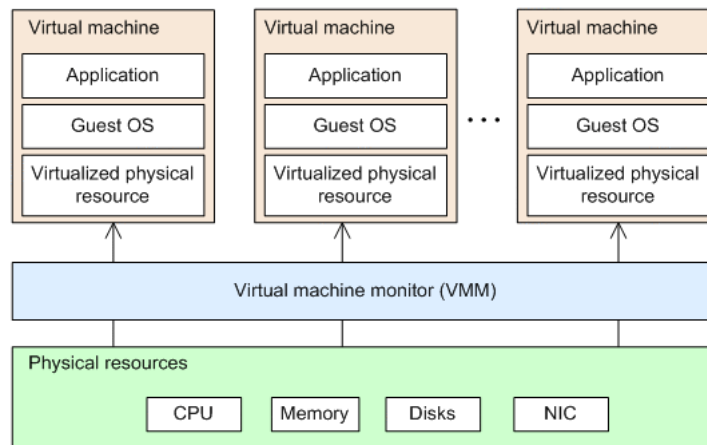 Virtual machine
Application
Guest OS
Virtualized physical
resource
Virtual machine
Application
Guest OS
Virtualized physical
resource
...
Virtual machine
Application
Guest OS
Virtualized physical
resource
Virtual machine monitor (VMM)
Physical resources
CPU
Memory
Disks
NIC